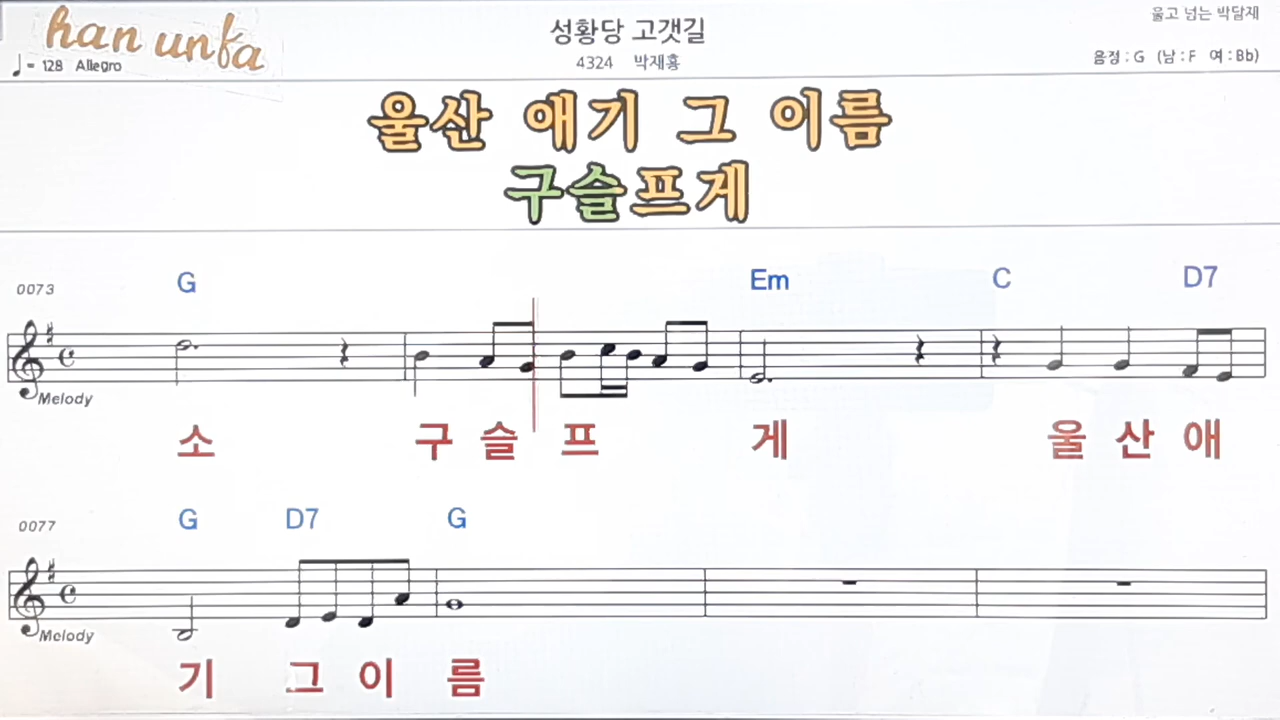 han unfa
성황당 고갯길
울고 넘는 박달재
♩= 128 Allegro
4324 박재홍
음정 : G (남 : F 여 : Bb)
울산 애기 그 이름
구슬프게
0073 G Em C D7
Melody
소 구 슬 프 게 울 산 애
0077 G D7 G
Melody
기 그 이 름